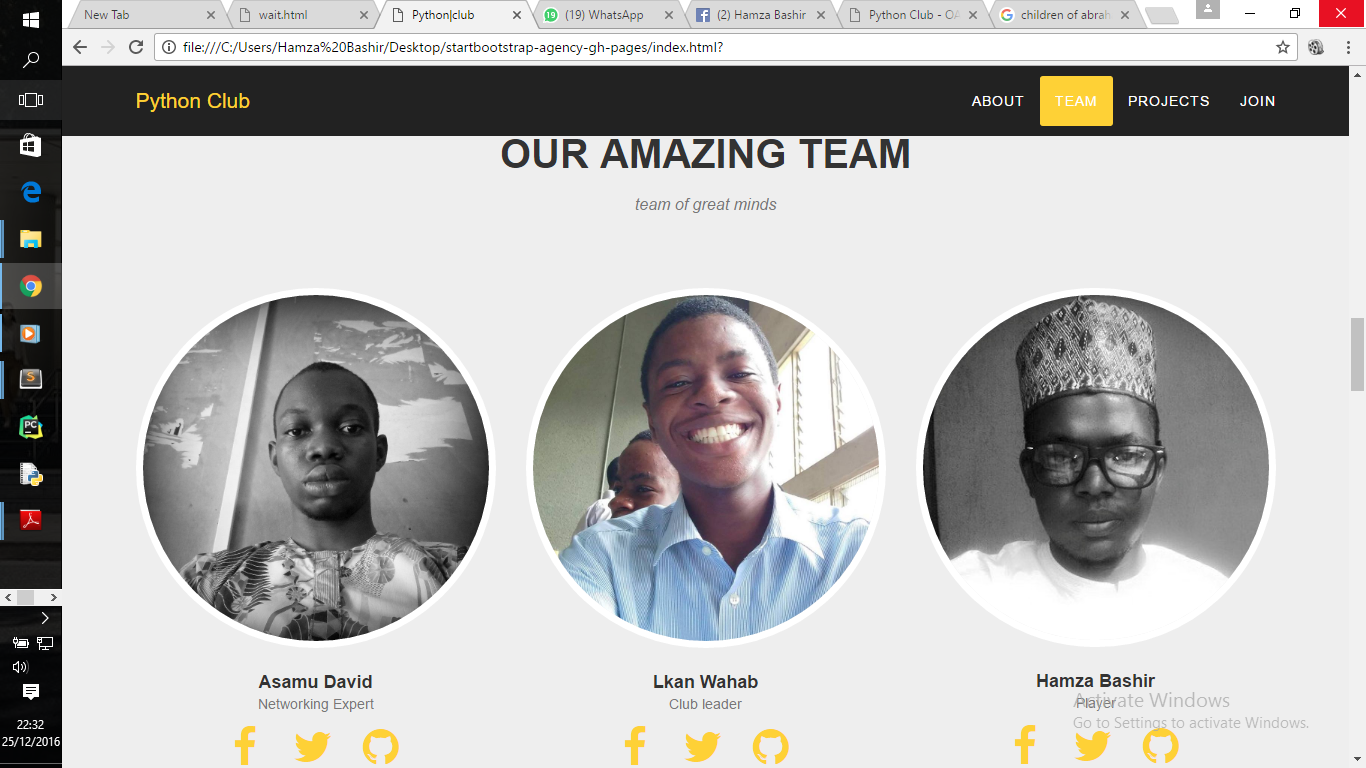 New Tab
wait.html
Python|club
(19) WhatsApp
(2) Hamza Bashir
Python Club - OA
children of abrah
19
file:///C:/Users/Hamza%20Bashir/Desktop/startbootstrap-agency-gh-pages/index.html?
Python Club
ABOUT
TEAM
PROJECTS
JOIN
OUR AMAZING TEAM
team of great minds
Asamu David
Networking Expert
Lkan Wahab
Club leader
Hamza Bashir
Player
Activate Windows
Go to Settings to activate Windows.
PC
22:32
25/12/2016